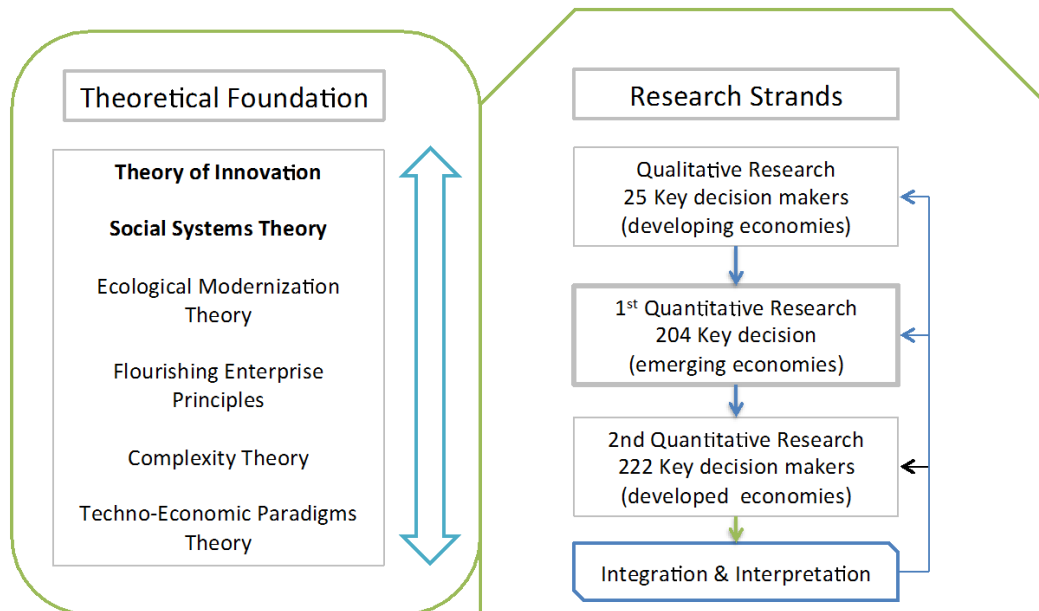 Theoretical Foundation
Theory of Innovation
Social Systems Theory
Ecological Modernization
Theory
Flourishing Enterprise
Principles
Complexity Theory
Techno-Economic Paradigms
Theory
Research Strands
Qualitative Research
25 Key decision makers
(developing economies)
1st Quantitative Research
204 Key decision
(emerging economies)
2nd Quantitative Research
222 Key decision makers
(developed  economies)
Integration & Interpretation